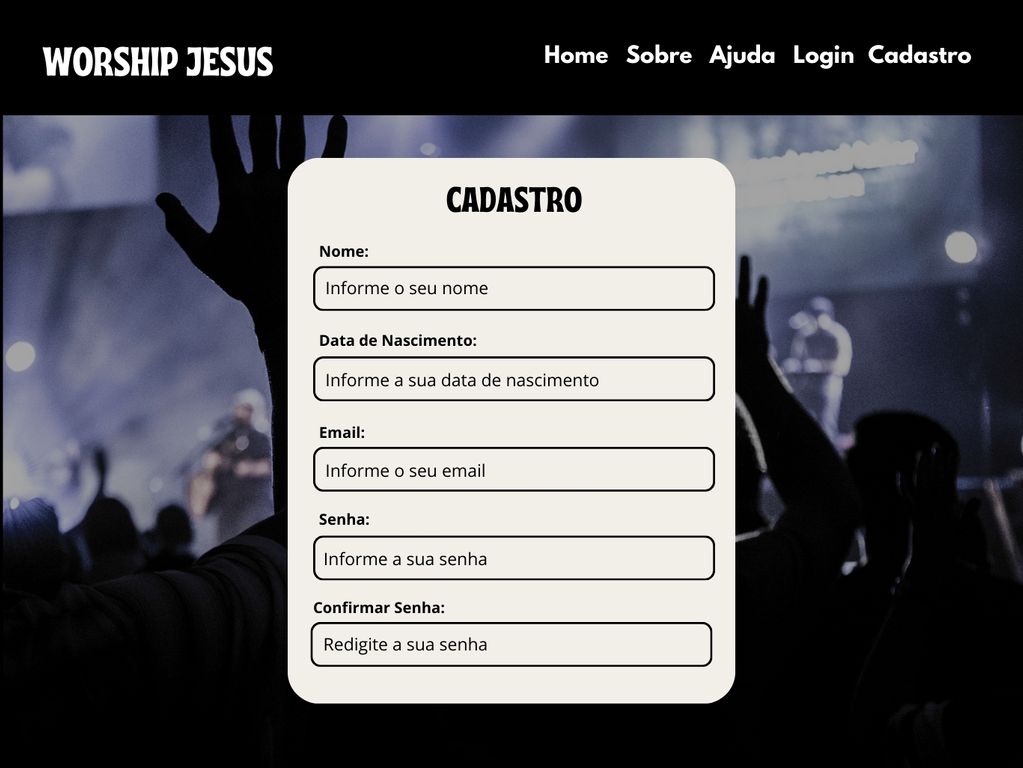 WORSHIP JESUS
Home Sobre Ajuda Login Cadastro
CADASTRO
Nome:
Informe o seu nome
Data de Nascimento:
Informe a sua data de nascimento
Email:
Informe o seu email
Senha:
Informe a sua senha
Confirmar Senha:
Redigite a sua senha